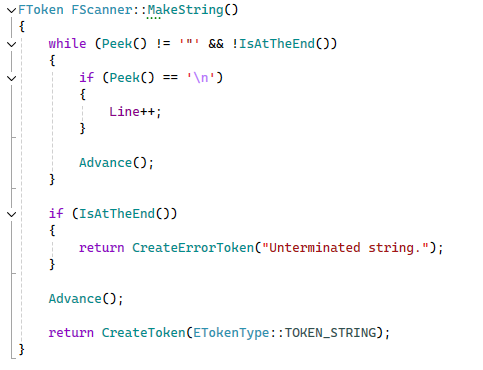 FToken FScanner::MakeString()
{
    while (Peek() != '"' && !IsAtTheEnd())
    {
        if (Peek() == '\n')
        {
            Line++;
        }

        Advance();
    }

    if (IsAtTheEnd())
    {
        return CreateErrorToken("Unterminated string.");
    }

    Advance();

    return CreateToken(ETokenType::TOKEN_STRING);
}